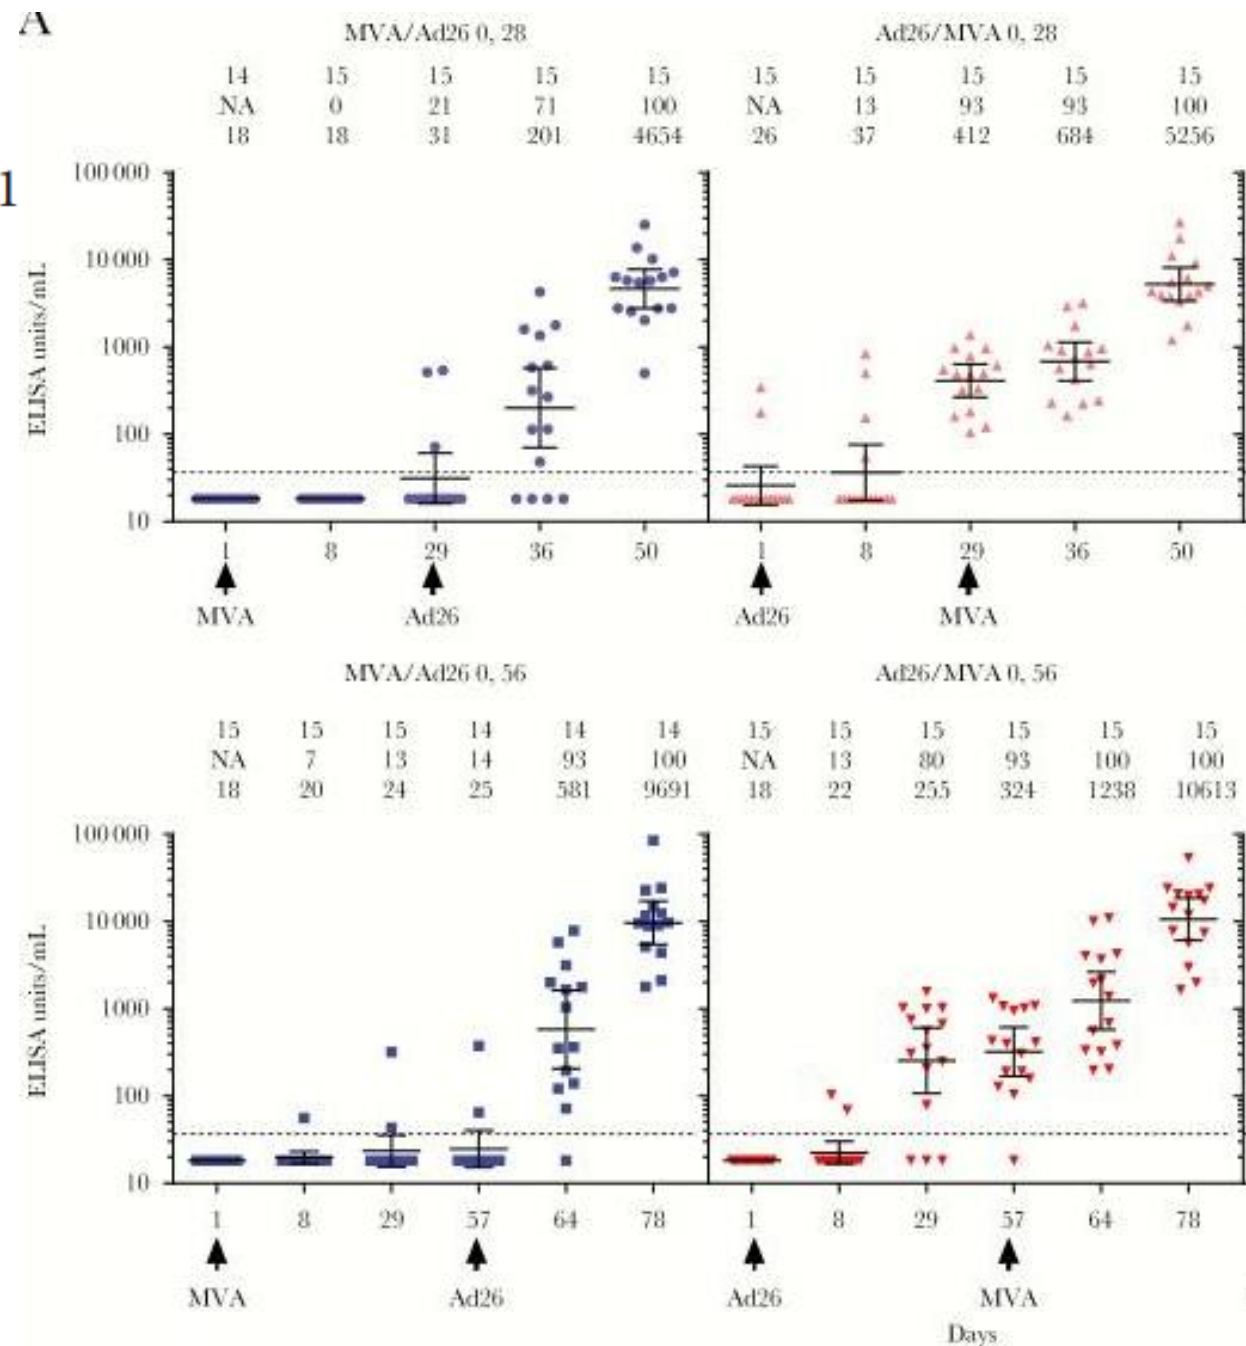 A
MVA/Ad26 0, 28
14 15 15 15 15
NA 0 21 71 100
18 18 31 201 4654
Ad26/MVA 0, 28
15 15 15 15 15
NA 13 93 93 100
26 37 412 684 5256
1
ELISA units/mL
100 000
10 000
1000
100
10
1 8 29 36 50
MVA Ad26
1 8 29 36 50
Ad26 MVA
MVA/Ad26 0, 56
15 15 15 14 14 14
NA 7 13 14 93 100
18 20 24 25 581 9691
Ad26/MVA 0, 56
15 15 15 15 15 15
NA 13 80 93 100 100
18 22 255 324 1238 10613
ELISA units/mL
100 000
10 000
1000
100
10
1 8 29 57 64 78
MVA Ad26
1 8 29 57 64 78
Ad26 MVA
Days